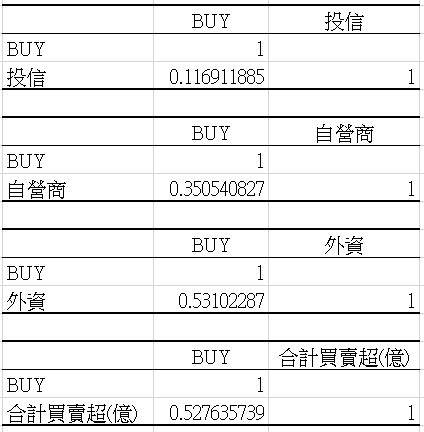 BUY 投信
BUY 1
投信 0.116911885 1
BUY 自營商
BUY 1
自營商 0.350540827 1
BUY 外資
BUY 1
外資 0.53102287 1
BUY 合計買賣超(億)
BUY 1
合計買賣超(億) 0.527635739 1